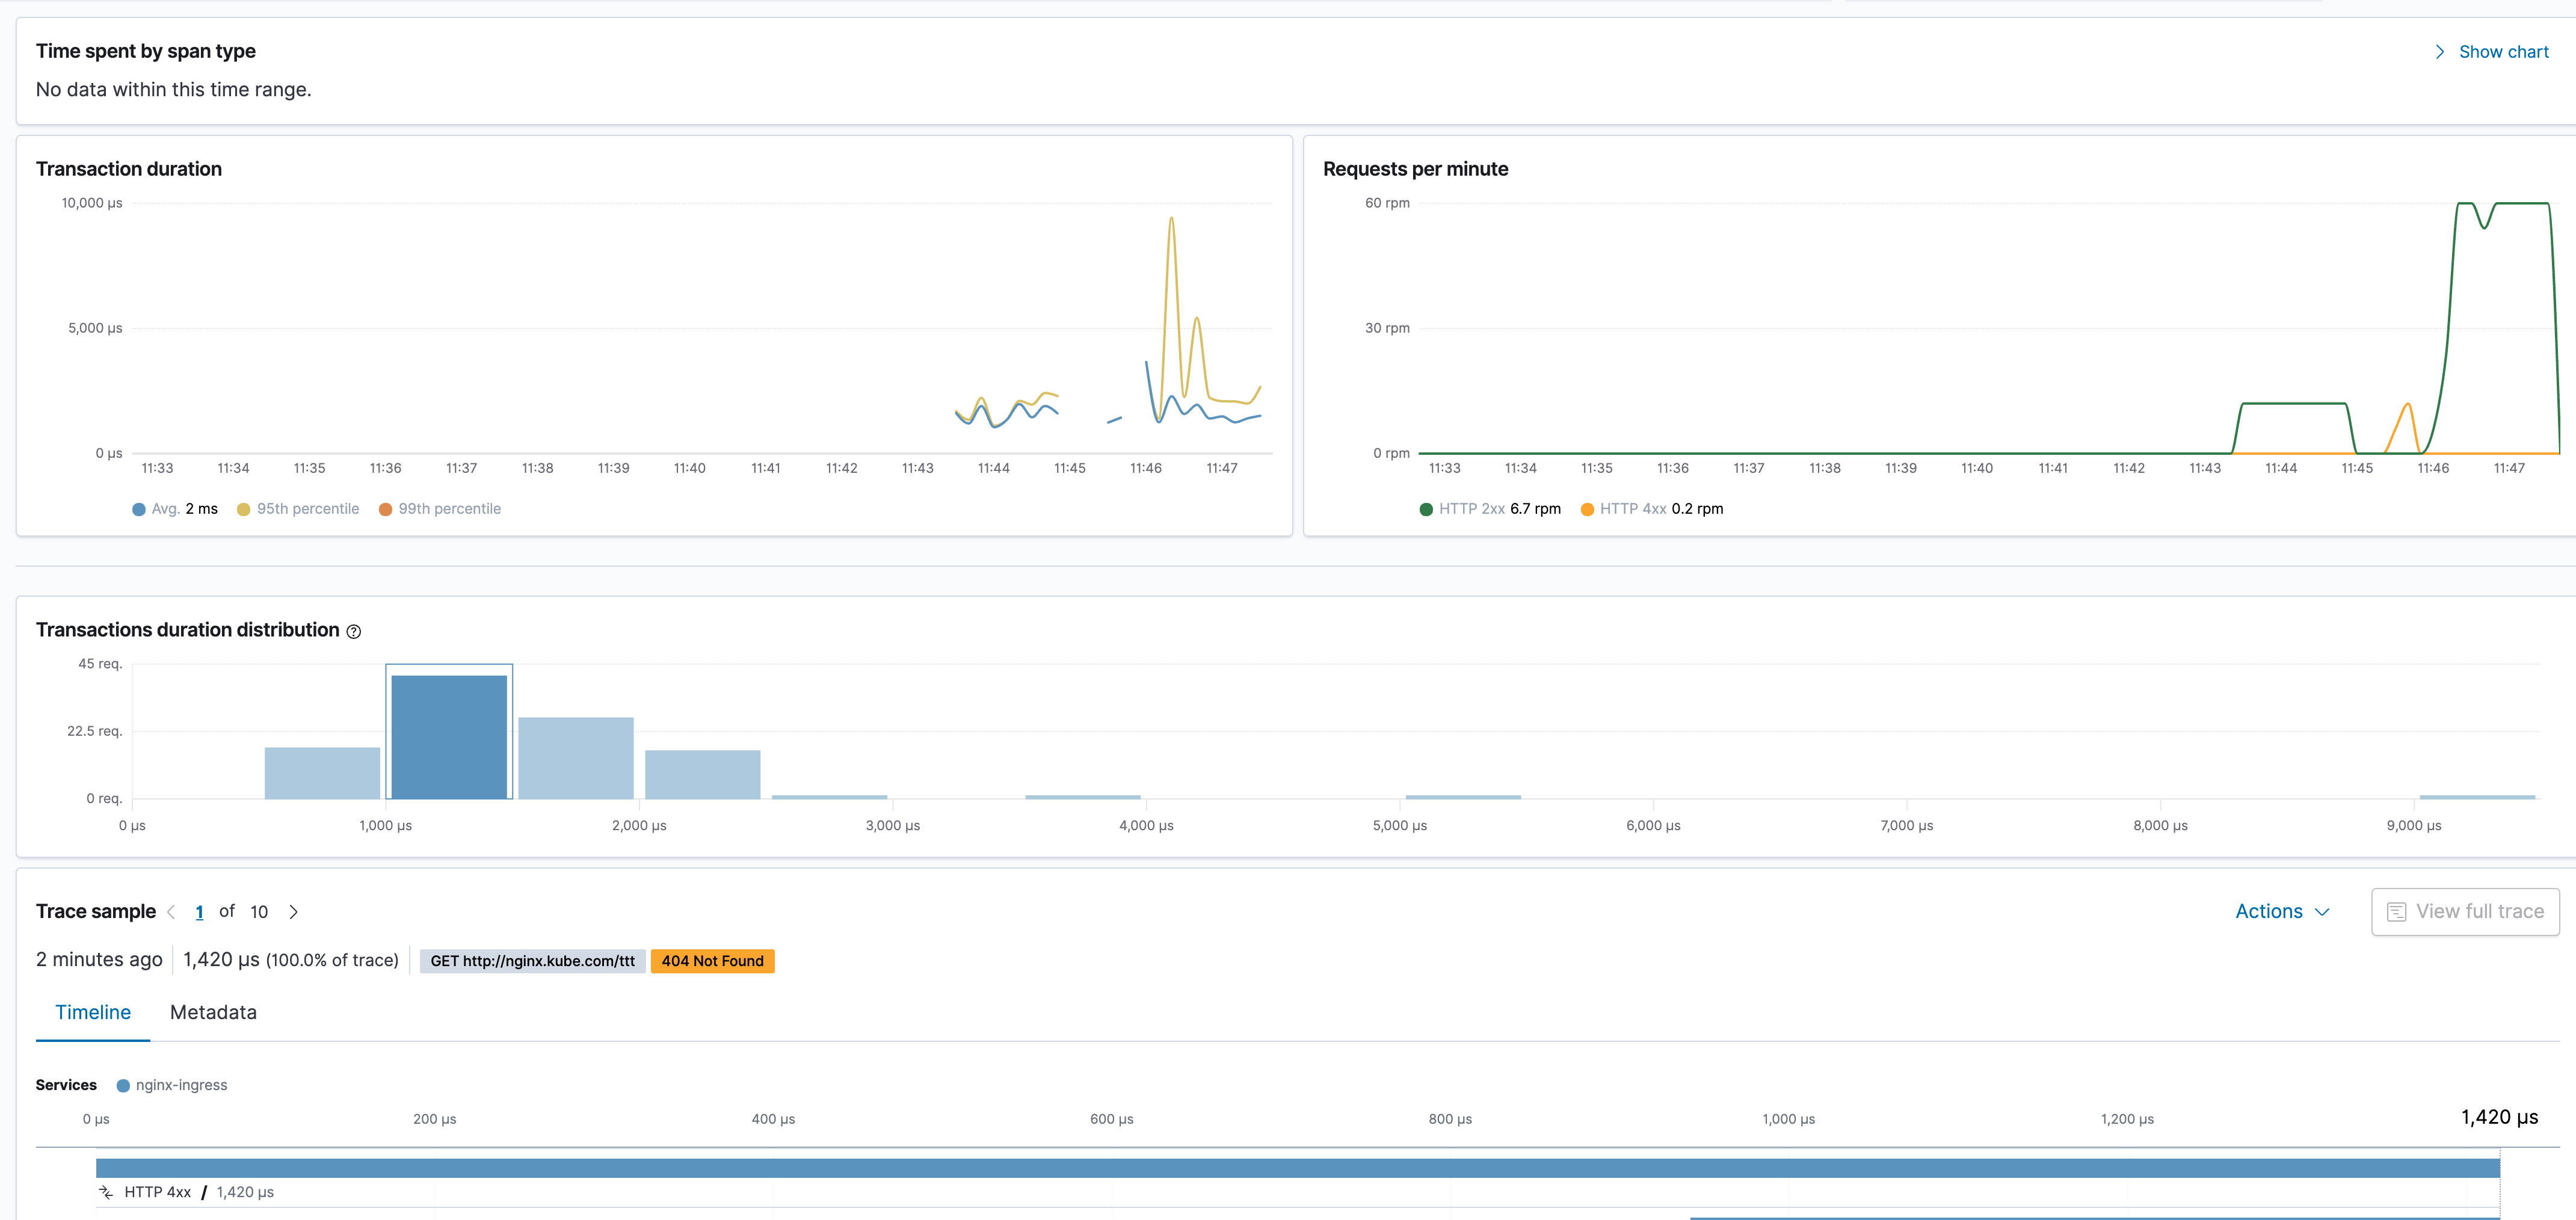 Time spent by span type
Show chart
No data within this time range.
Transaction duration
10,000 μs
5,000 μs
0 μs
11:33 11:34 11:35 11:36 11:37 11:38 11:39 11:40 11:41 11:42 11:43 11:44 11:45 11:46 11:47
Avg. 2 ms 95th percentile 99th percentile
Requests per minute
60 rpm
30 rpm
0 rpm
11:33 11:34 11:35 11:36 11:37 11:38 11:39 11:40 11:41 11:42 11:43 11:44 11:45 11:46 11:47
HTTP 2xx 6.7 rpm HTTP 4xx 0.2 rpm
Transactions duration distribution ?
45 req.
22.5 req.
0 req.
0 μs 1,000 μs 2,000 μs 3,000 μs 4,000 μs 5,000 μs 6,000 μs 7,000 μs 8,000 μs 9,000 μs
Trace sample 1 of 10
Actions View full trace
2 minutes ago 1,420 μs (100.0% of trace) GET http://nginx.kube.com/ttt 404 Not Found
Timeline Metadata
Services nginx-ingress
0 μs 200 μs 400 μs 600 μs 800 μs 1,000 μs 1,200 μs 1,420 μs
HTTP 4xx / 1,420 μs